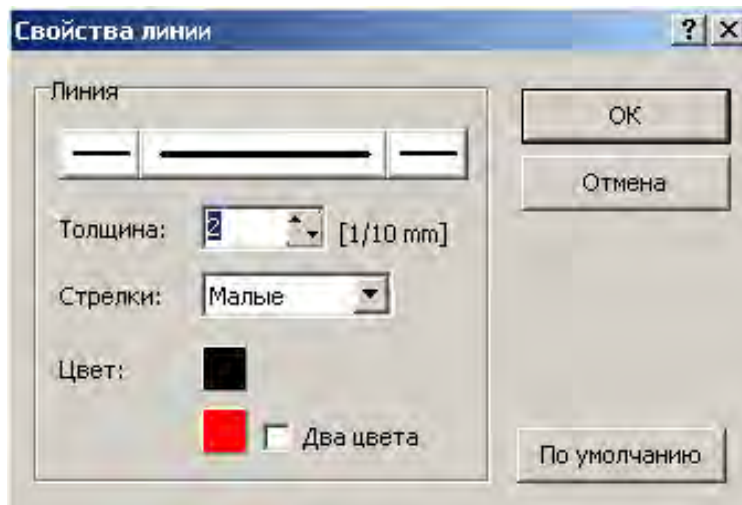 Свойства линии
Линия
OK
Отмена
Толщина: 2 [1/10 mm]
Стрелки: Малые
Цвет:
Два цвета
По умолчанию